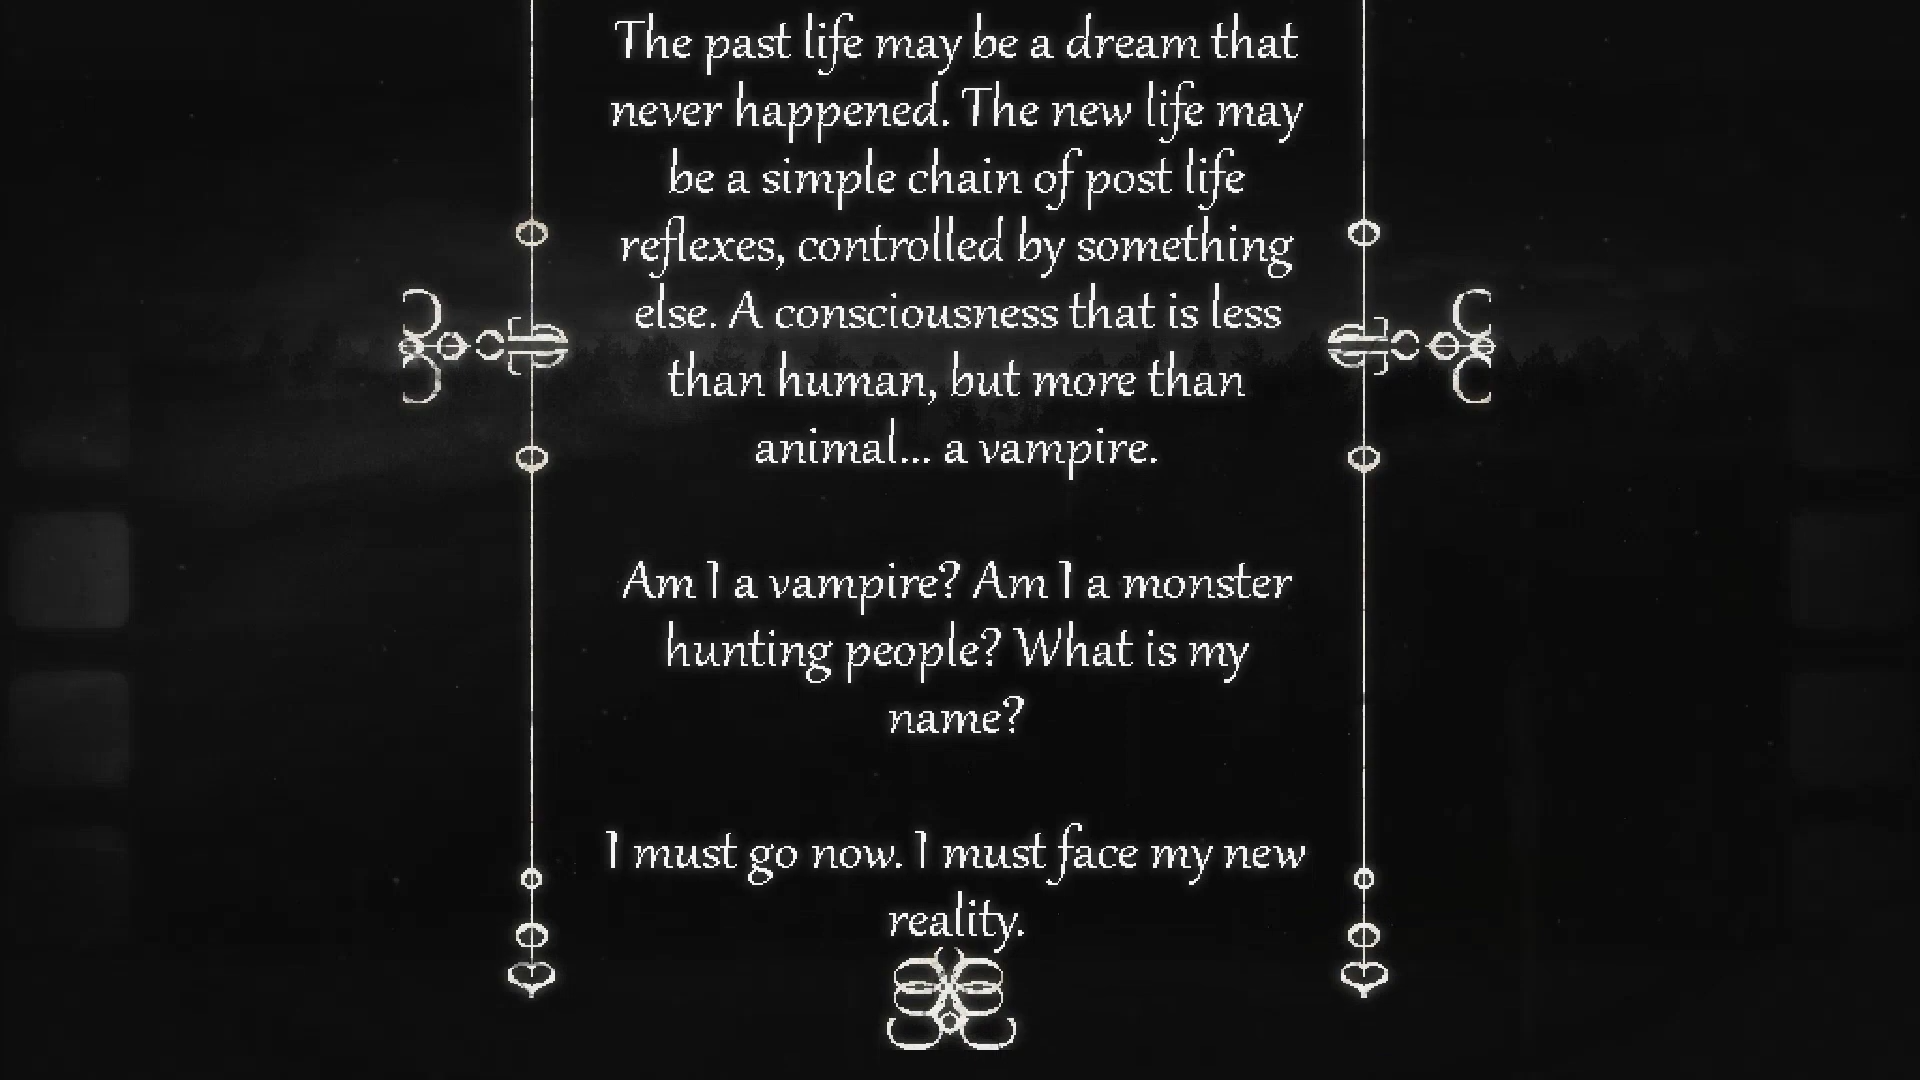 The past life may be a dream that
never happened. The new life may
be a simple chain of post life
reflexes, controlled by something
else. A consciousness that is less
than human, but more than
animal... a vampire.
Am I a vampire? Am I a monster
hunting people? What is my
name?
I must go now. I must face my new
reality.